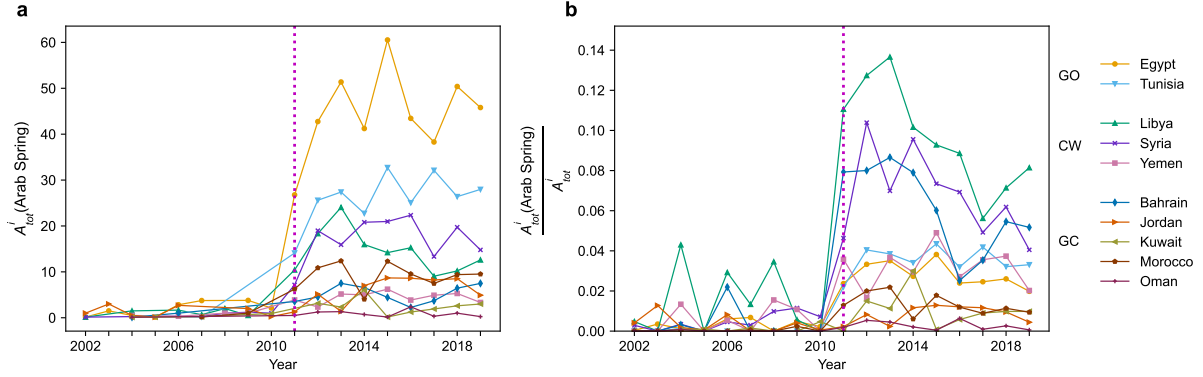 a
60
50
40
30
20
10
0
A^i_tot(Arab Spring)
2002 2006 2010 2014 2018
Year
b
0.14
0.12
0.10
0.08
0.06
0.04
0.02
0.00
A^i_tot(Arab Spring)
A^i_tot
2002 2006 2010 2014 2018
Year
GO
Egypt
Tunisia
CW
Libya
Syria
Yemen
GC
Bahrain
Jordan
Kuwait
Morocco
Oman